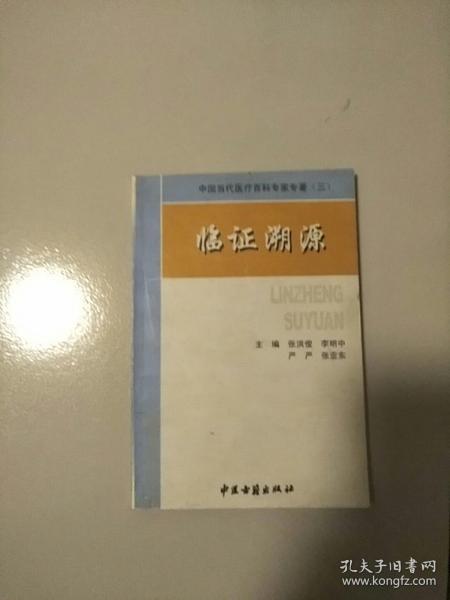 中国当代医疗百科专家专著（三）
临证溯源
LINZHENG
SUYUAN
主 编 张洪俊 李明中
严 严 张亚东
中医古籍出版社
孔夫子旧书网
www.kongfz.com